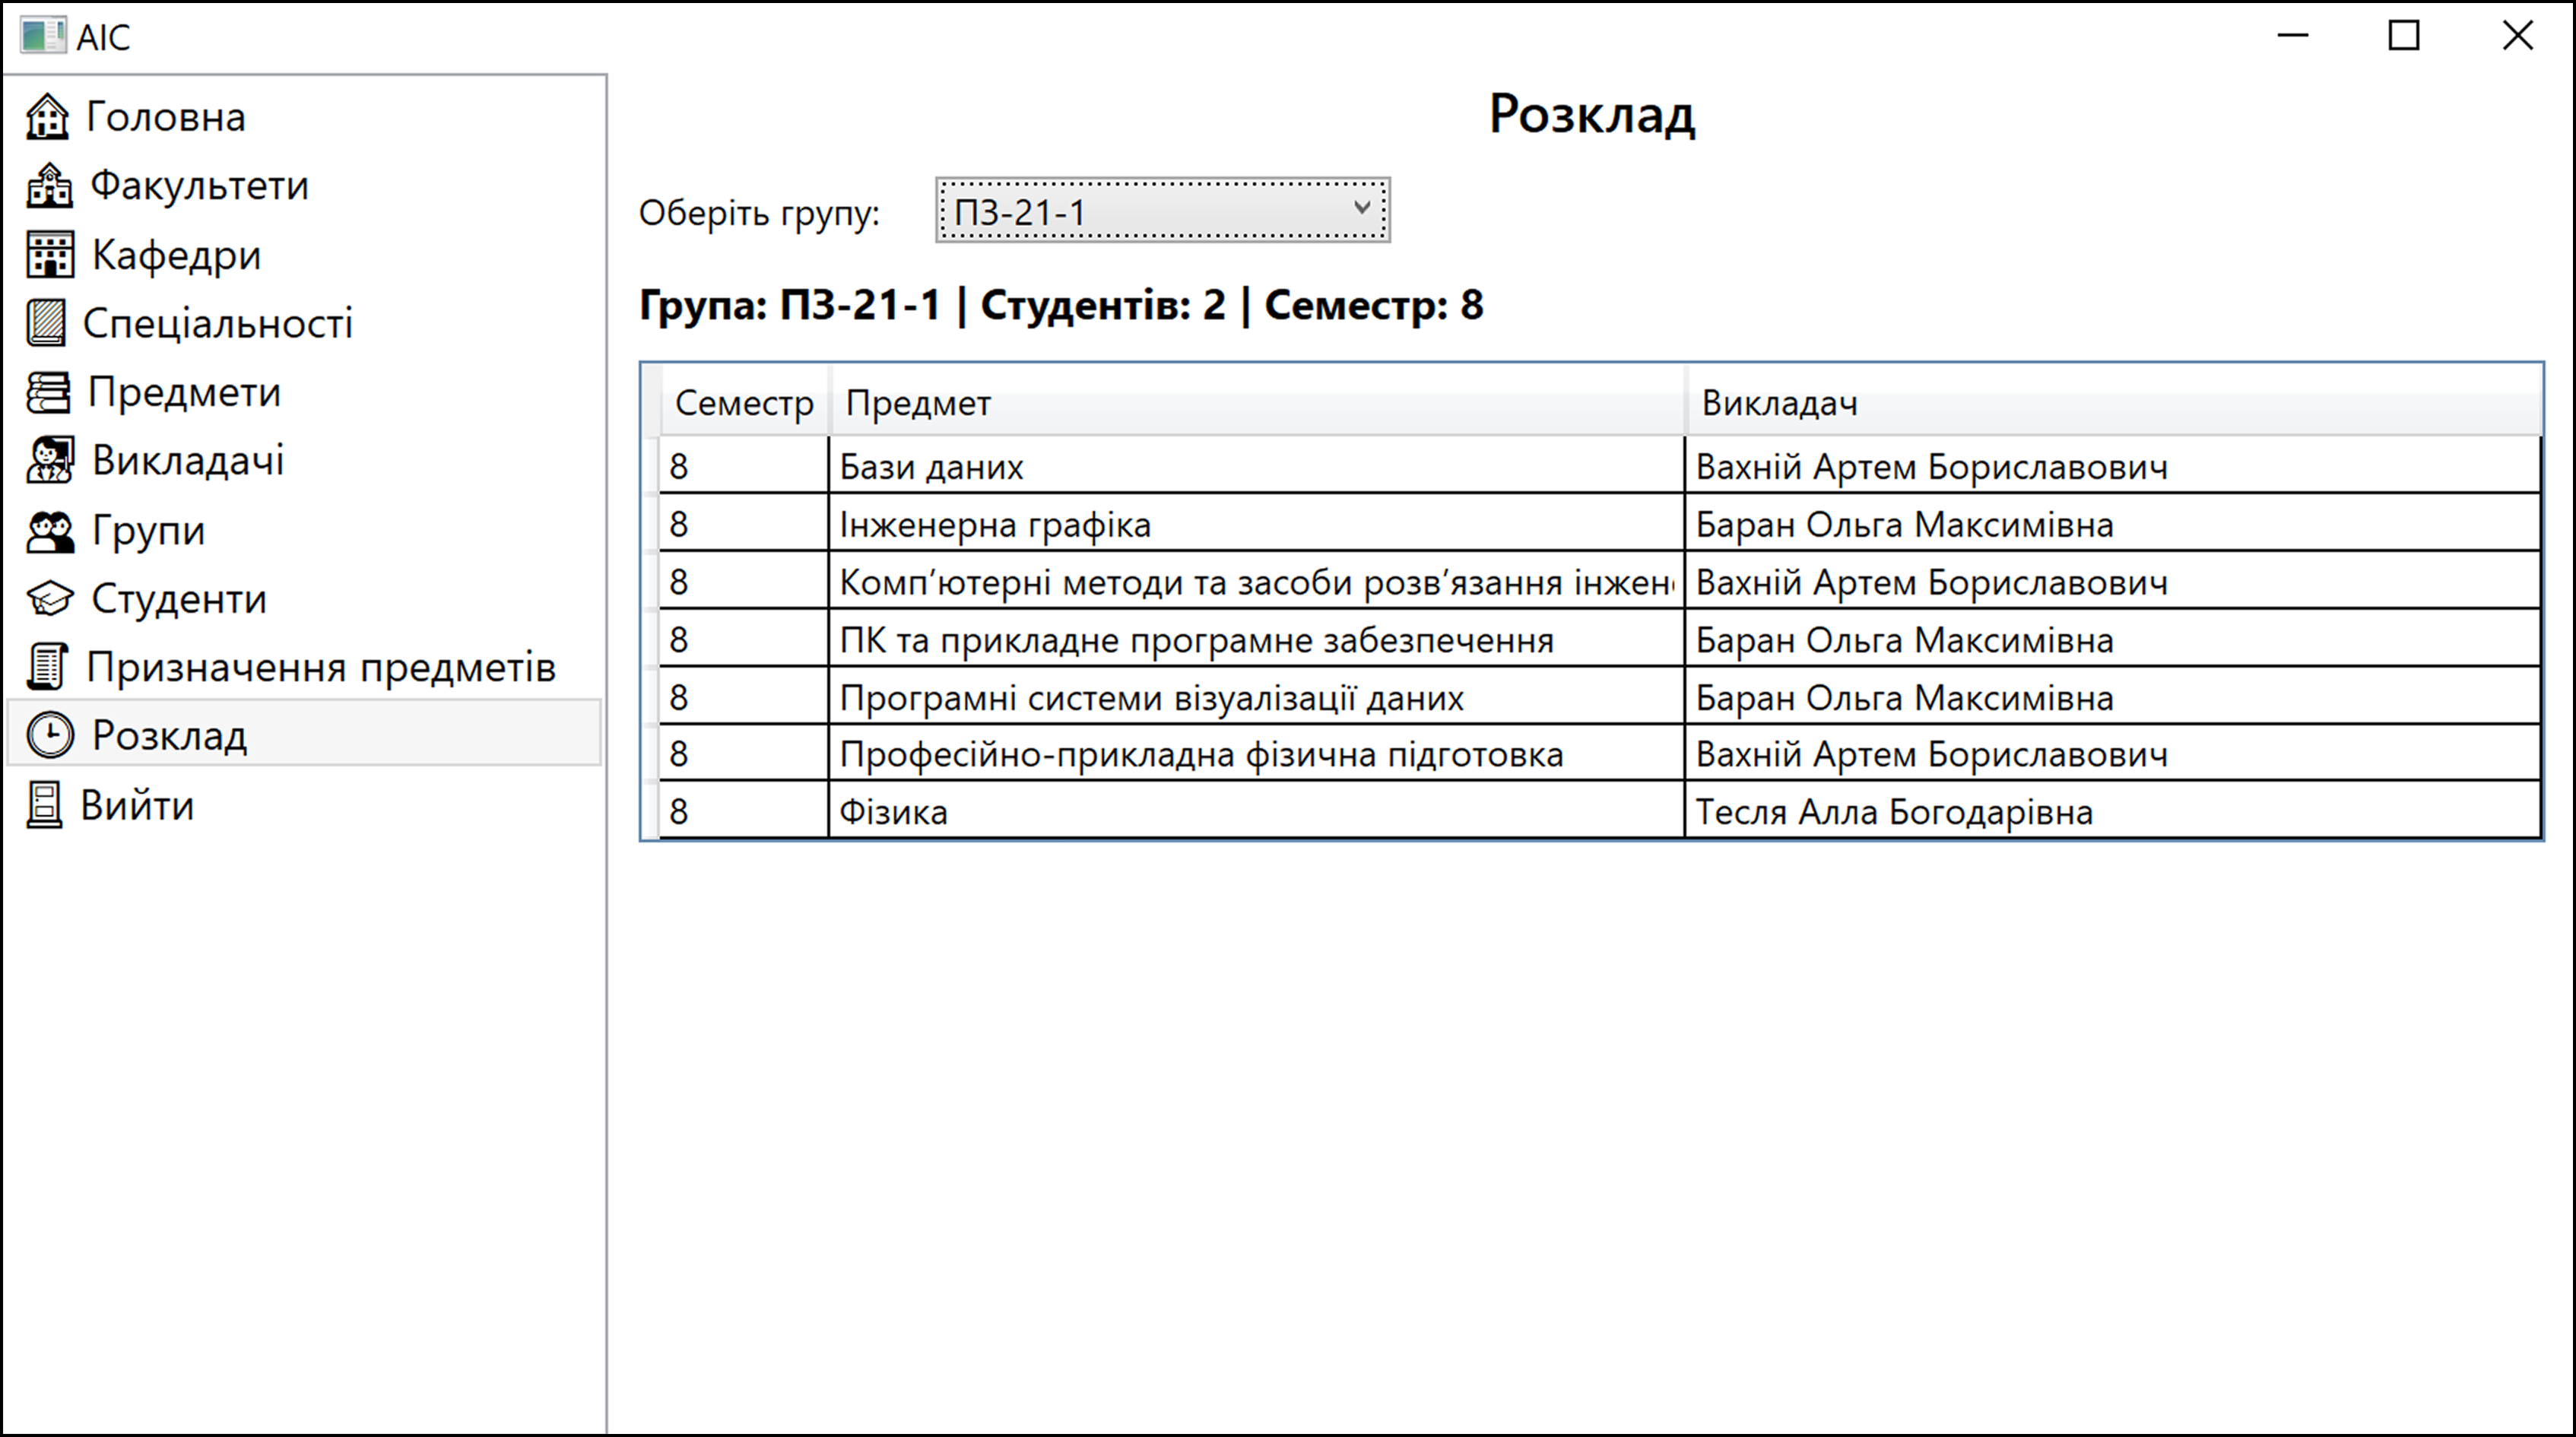 АІС
Головна
Факультети
Кафедри
Спеціальності
Предмети
Викладачі
Групи
Студенти
Призначення предметів
Розклад
Вийти
Розклад
Оберіть групу: ПЗ-21-1
Група: ПЗ-21-1 | Студентів: 2 | Семестр: 8
Семестр Предмет Викладач
8 Бази даних Вахній Артем Бориславович
8 Інженерна графіка Баран Ольга Максимівна
8 Комп’ютерні методи та засоби розв’язання Вахній Артем Бориславович
8 ПК та прикладне програмне забезпечення Баран Ольга Максимівна
8 Програмні системи візуалізації даних Баран Ольга Максимівна
8 Професійно-прикладна фізична підготовка Вахній Артем Бориславович
8 Фізика Тесля Алла Богодарівна